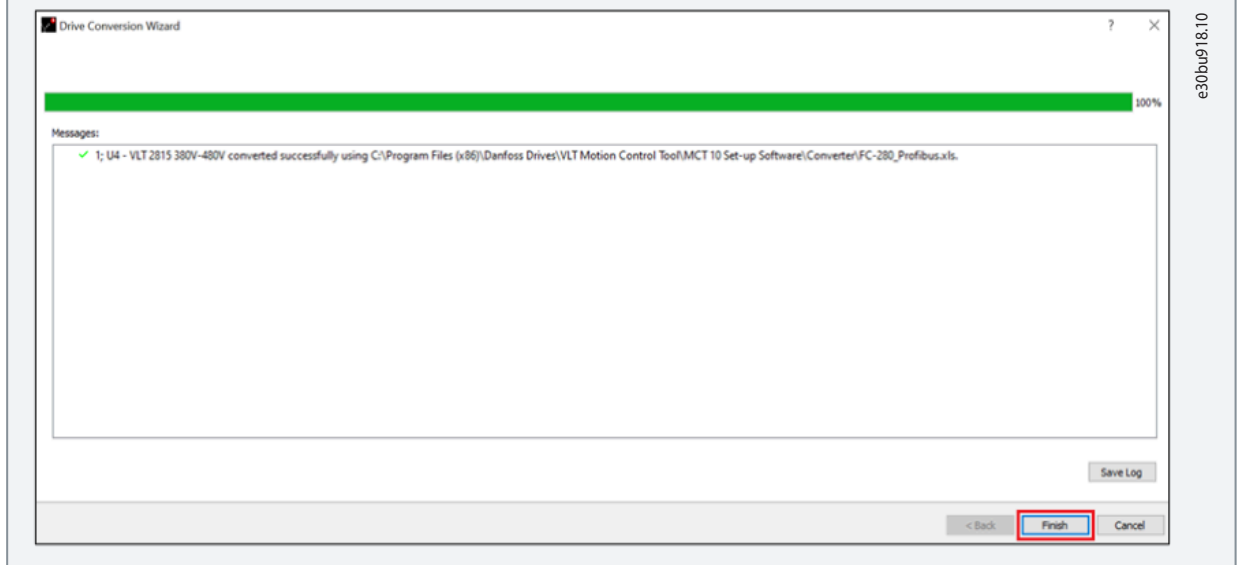 Drive Conversion Wizard
?
100%
Messages:
1; U4 - VLT 2815 380V-480V converted successfully using C:\Program Files (x86)\Danfoss Drives\VLT Motion Control Tool\MCT 10 Set-up Software\Converter\FC-280_Profibus.xls.
Save Log
< Back
Finish
Cancel
e30bu918.10